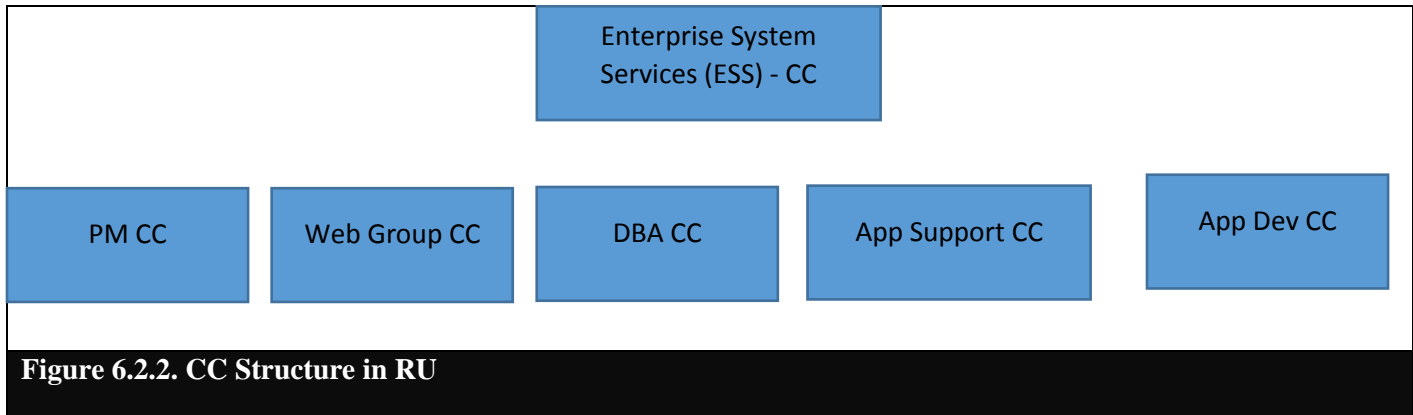 Enterprise System
Services (ESS) - CC
PM CC
Web Group CC
DBA CC
App Support CC
App Dev CC
Figure 6.2.2. CC Structure in RU